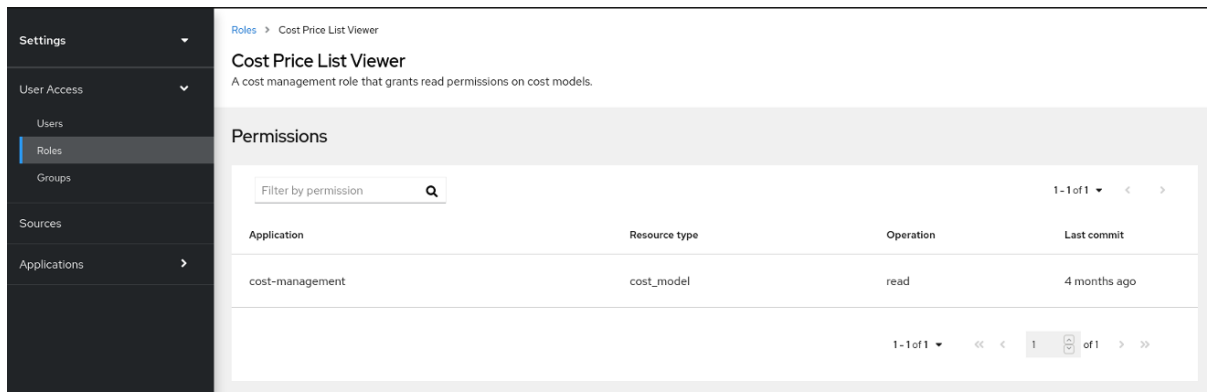 Settings
User Access
Users
Roles
Groups
Sources
Applications
Roles > Cost Price List Viewer
Cost Price List Viewer
A cost management role that grants read permissions on cost models.
Permissions
Filter by permission
1 - 1 of 1
Application Resource type Operation Last commit
cost-management cost_model read 4 months ago
1 - 1 of 1 1 of 1